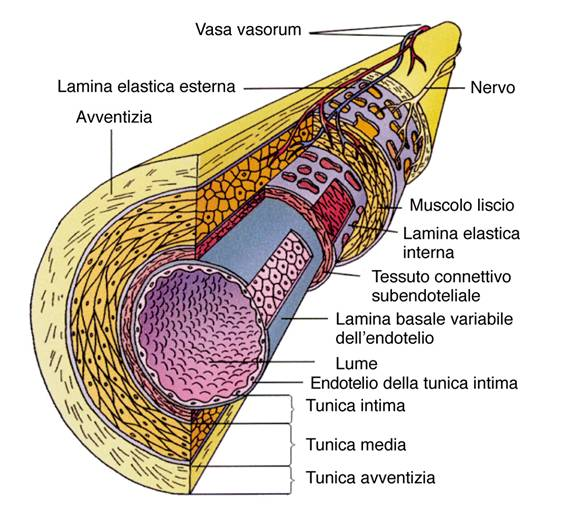 Vasa vasorum
Lamina elastica esterna
Nervo
Avventizia
Muscolo liscio
Lamina elastica
interna
Tessuto connettivo
subendoteliale
Lamina basale variabile
dell'endotelio
Lume
Endotelio della tunica intima
Tunica intima
Tunica media
Tunica avventizia